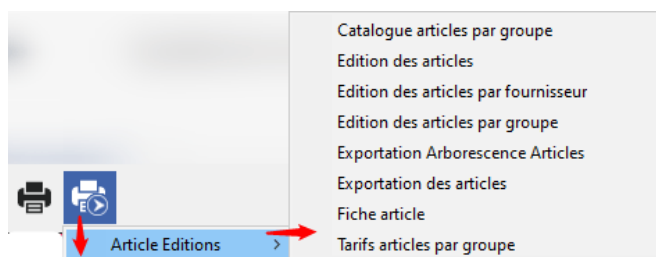 Catalogue articles par groupe
Edition des articles
Edition des articles par fournisseur
Edition des articles par groupe
Exportation Arborescence Articles
Exportation des articles
Fiche article
Article Editions >
Tarifs articles par groupe